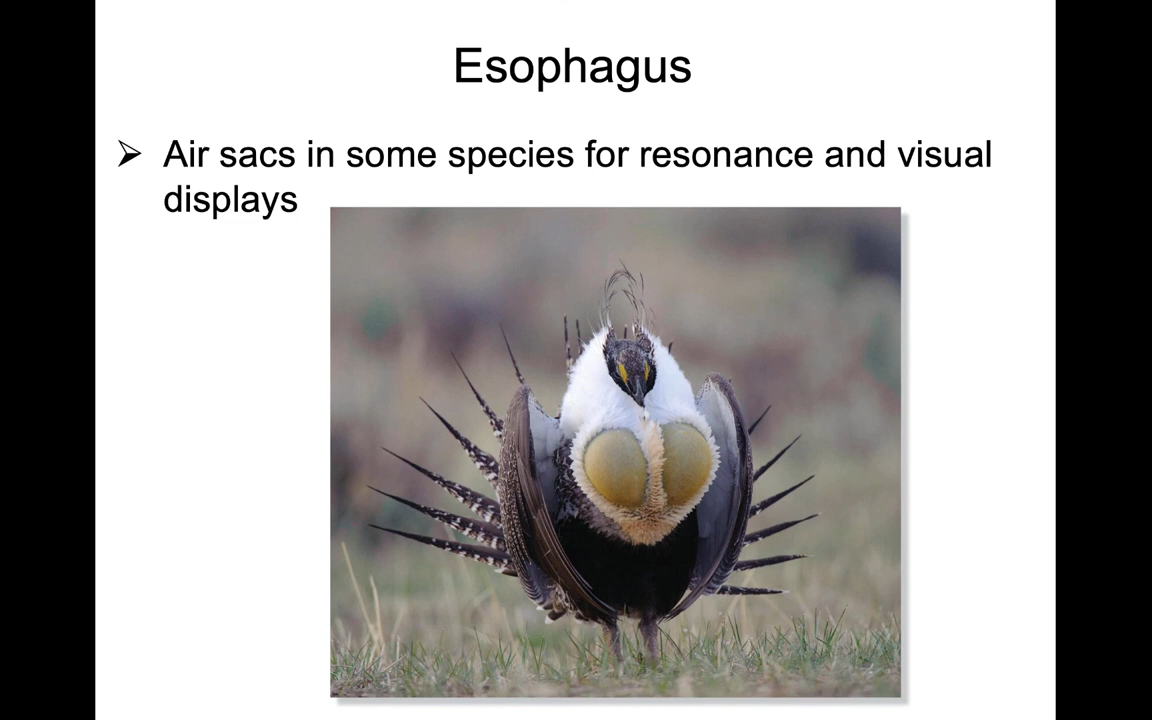 Esophagus
Air sacs in some species for resonance and visual
displays